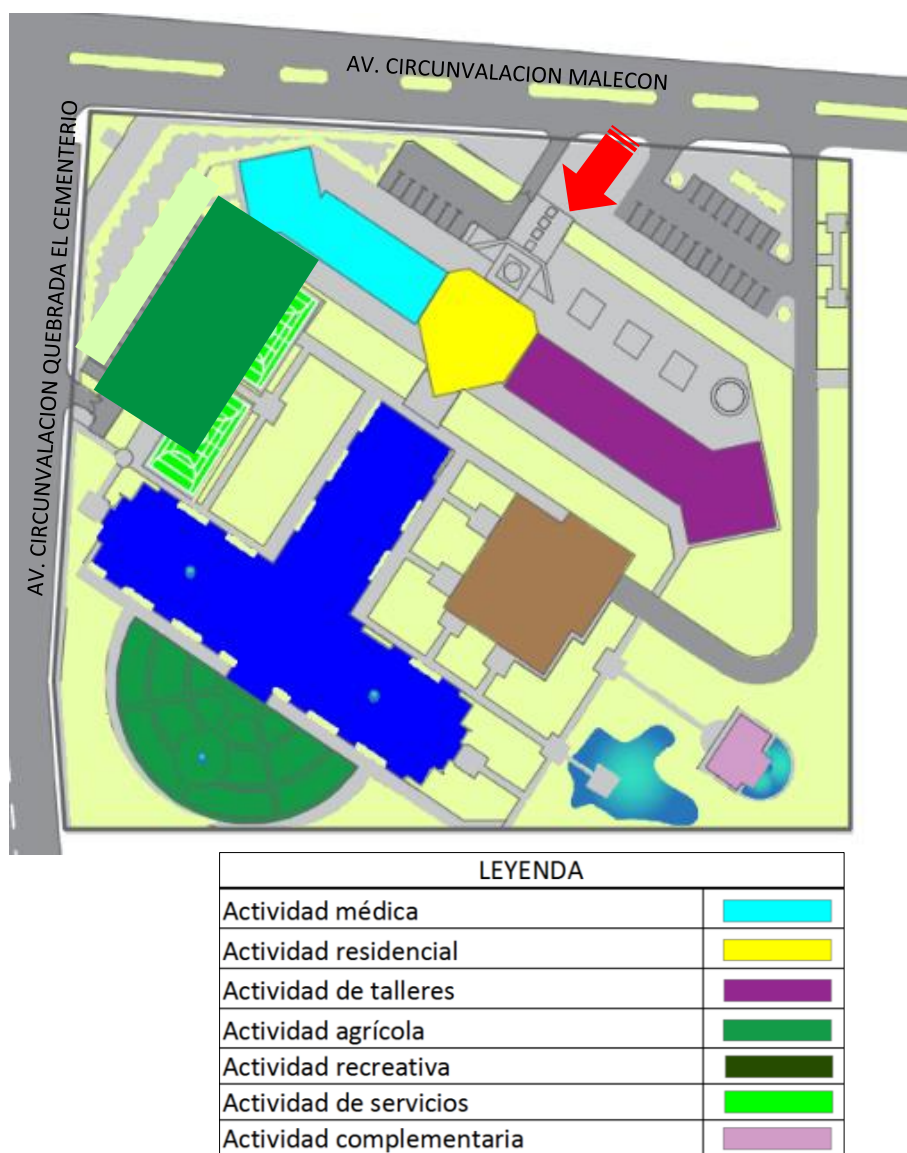 AV. CIRCUNVALACION MALECON
AV. CIRCUNVALACION QUEBRADA EL CEMENTERIO
LEYENDA
Actividad médica
Actividad residencial
Actividad de talleres
Actividad agrícola
Actividad recreativa
Actividad de servicios
Actividad complementaria